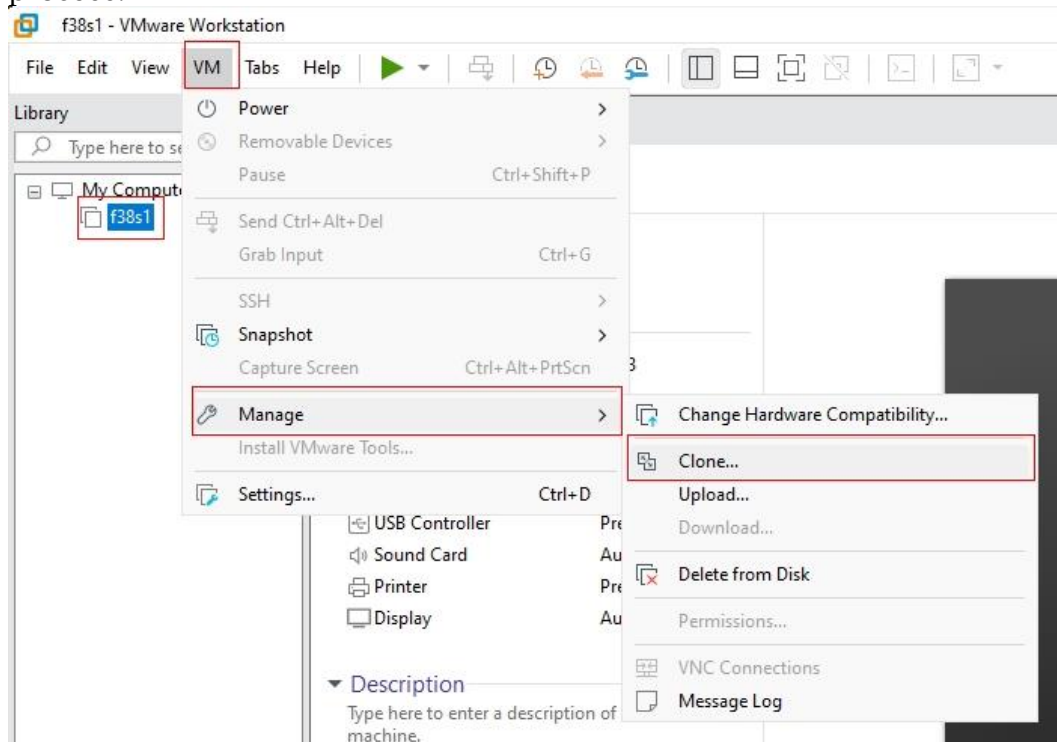 f38s1 - VMware Workstation
File Edit View VM Tabs Help
Library
Type here to
My
f38s1
Power
Removable Devices
Pause Ctrl+Shift+P
Send Ctrl+Alt+Del
Grab Input Ctrl+G
SSH
Snapshot
Capture Screen Ctrl+Alt+PrtScn
3
Manage
Install VMware Tools...
Settings... Ctrl+D
Change Hardware Compatibility...
Clone...
Upload...
Download...
Delete from Disk
Permissions...
VNC Connections
Message Log
USB Controller
Sound Card
Printer
Display
Description
Type here to enter a description of
machine.